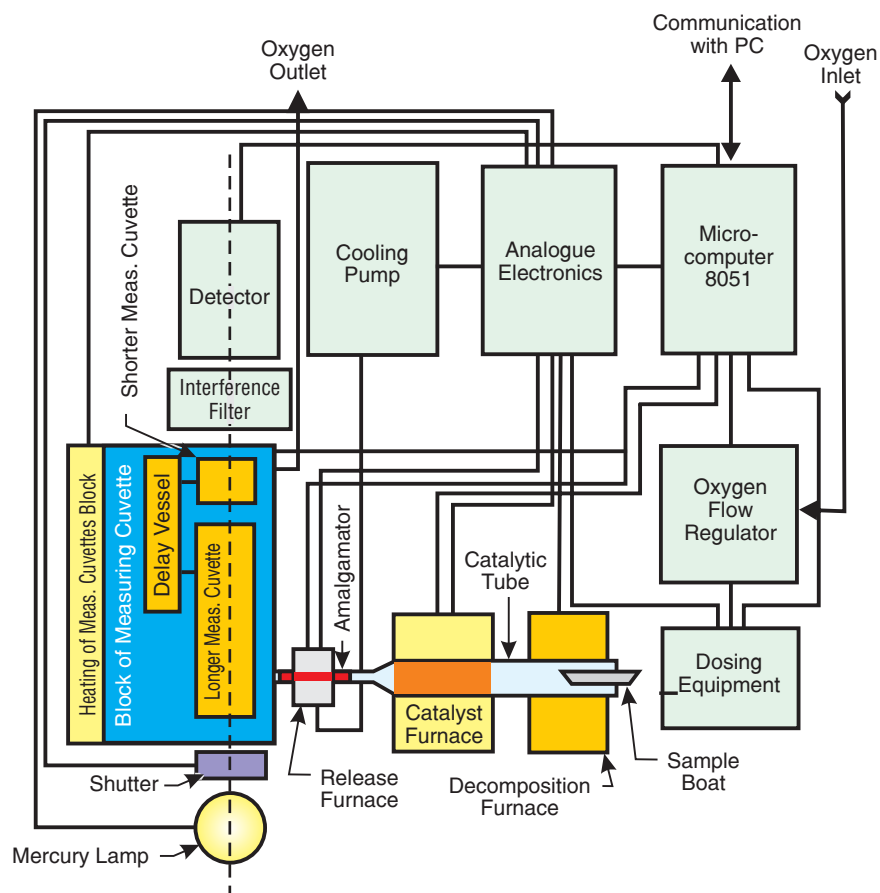 Communication
with PC
Oxygen
Outlet
Oxygen
Inlet
Shorter Meas. Cuvette
Detector
Cooling
Pump
Analogue
Electronics
Micro-
computer
8051
Interference
Filter
Heating of Meas. Cuvettes Block
Block of Measuring Cuvette
Delay Vessel
Longer Meas. Cuvette
Amalgamator
Catalytic
Tube
Oxygen
Flow
Regulator
Dosing
Equipment
Catalyst
Furnace
Shutter
Release
Furnace
Decomposition
Furnace
Sample
Boat
Mercury Lamp